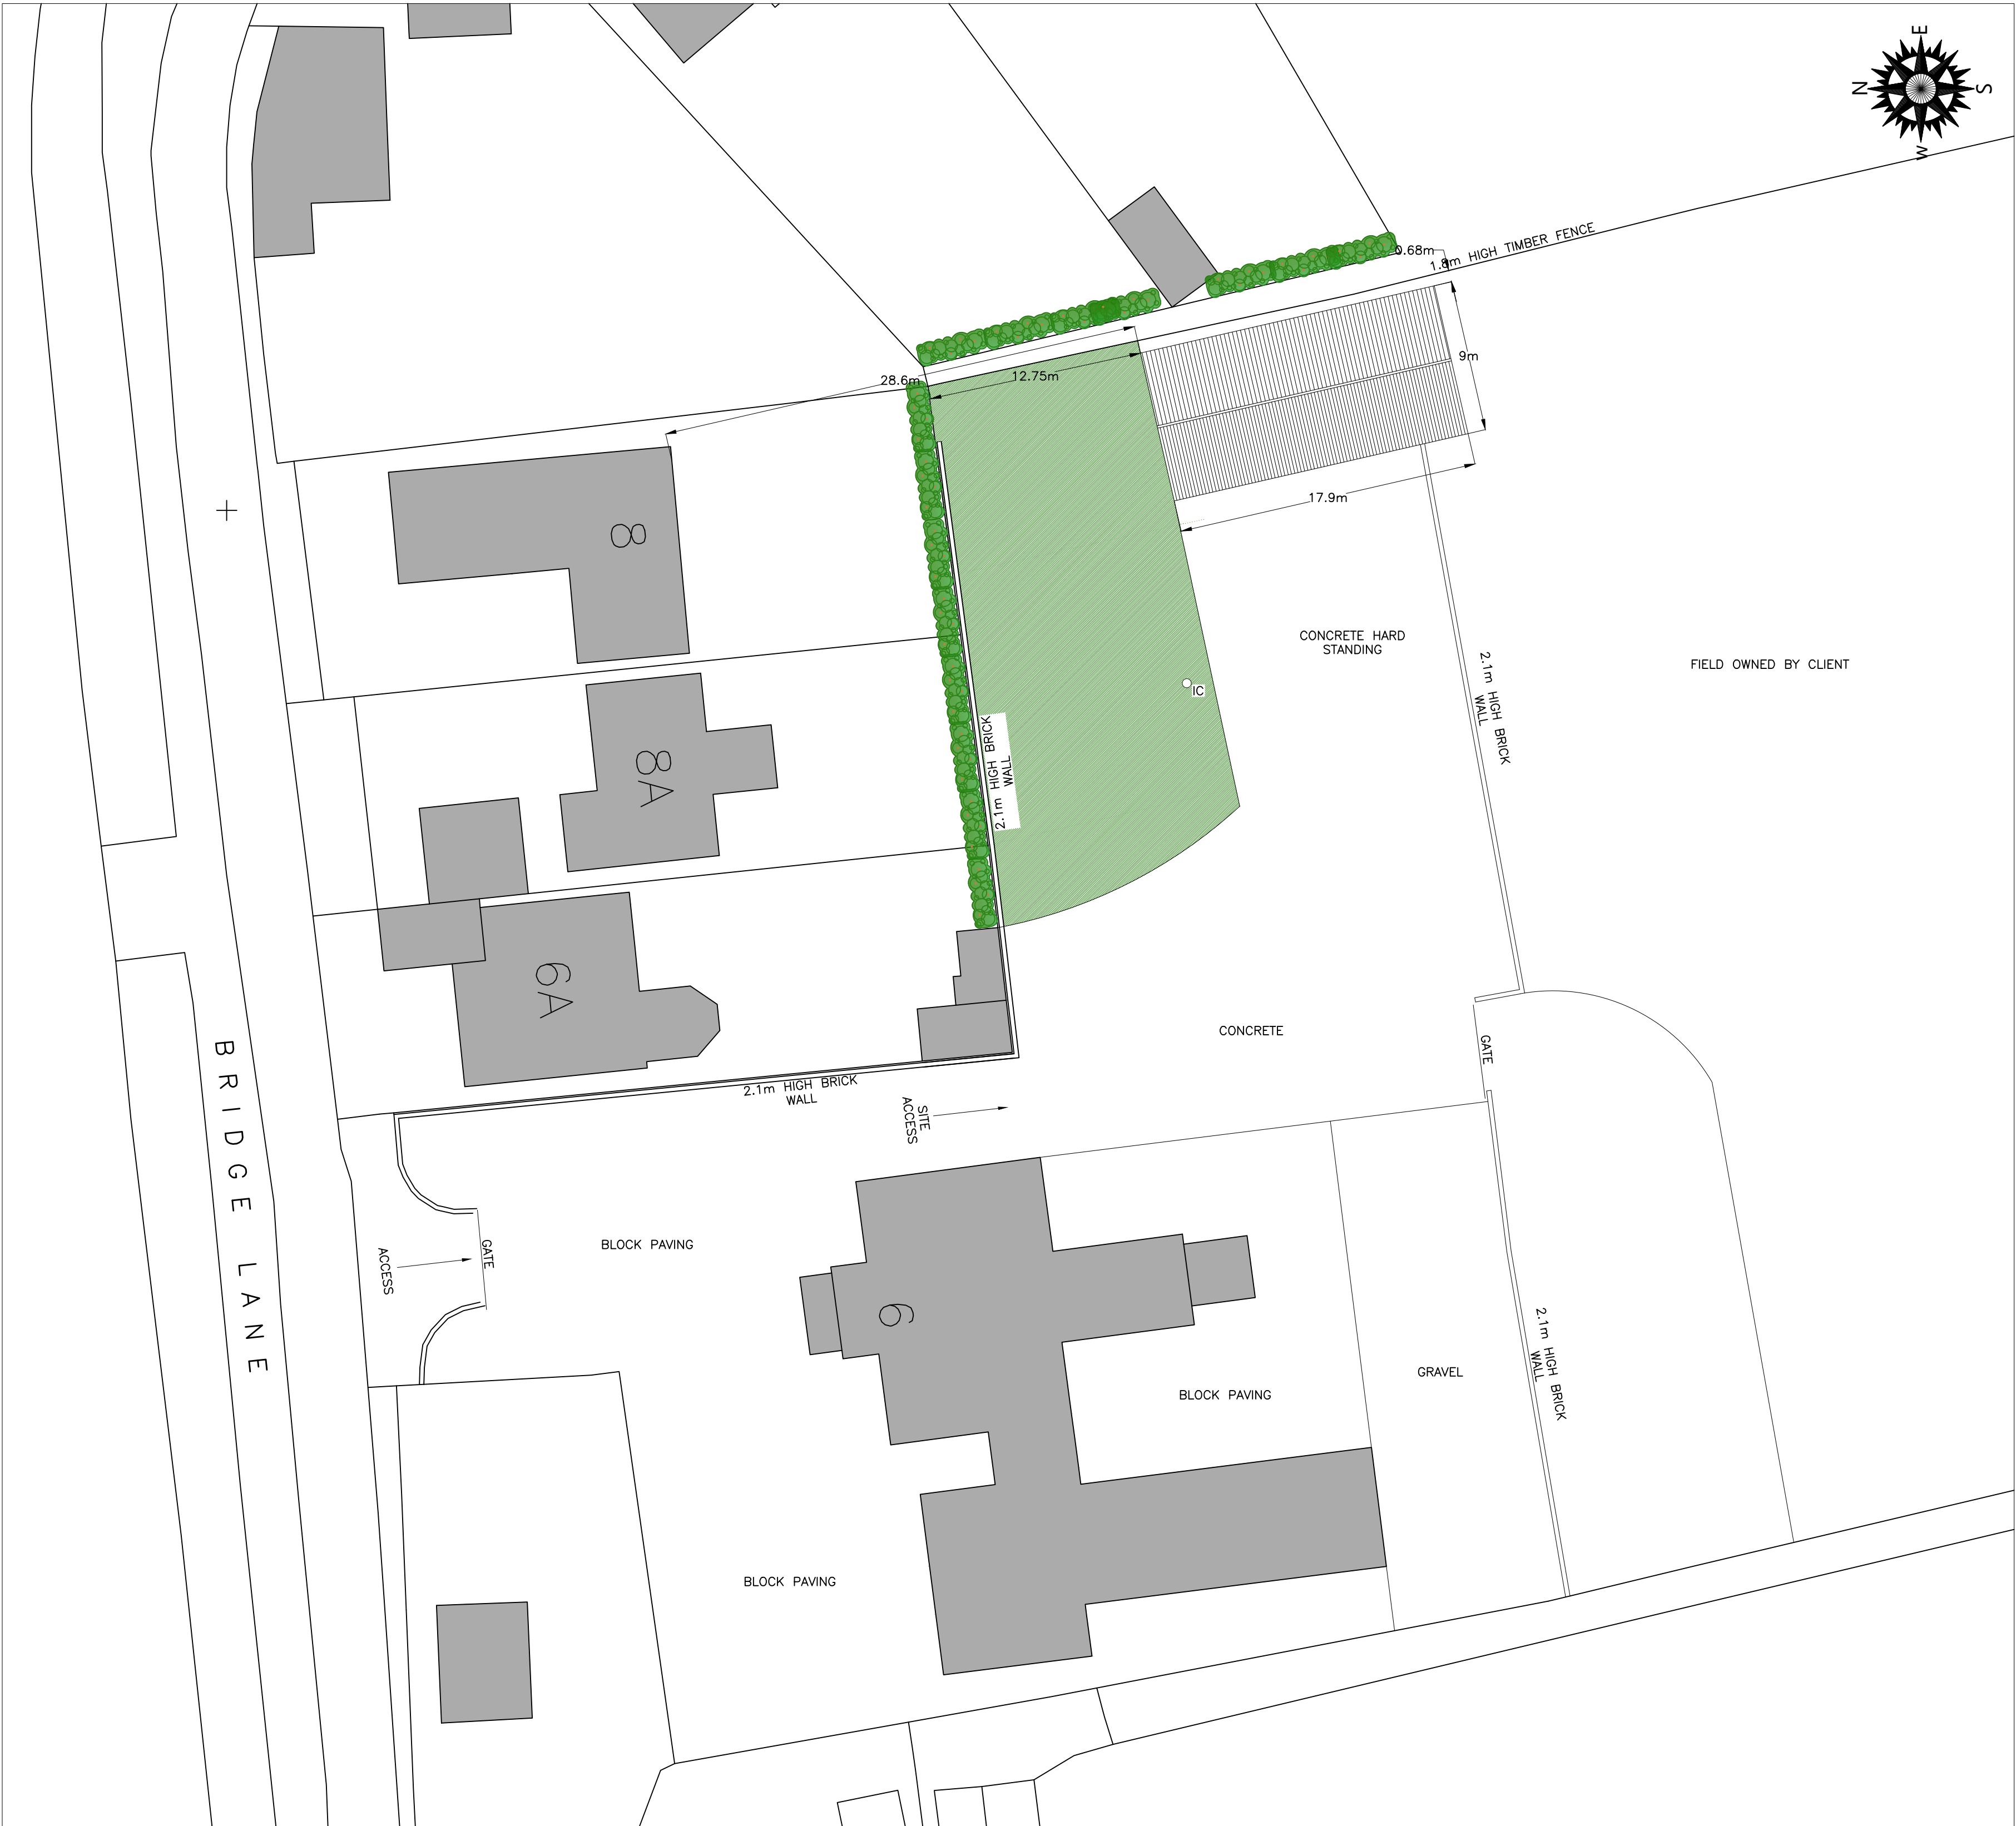 E
N
S
W
0.68m
1.8m HIGH TIMBER FENCE
9m
28.6m
12.75m
17.9m
8
CONCRETE HARD
STANDING
2.1m HIGH BRICK
WALL
FIELD OWNED BY CLIENT
IC
8A
2.1m HIGH BRICK
WALL
6A
CONCRETE
GATE
2.1m HIGH BRICK
WALL
SITE
ACCESS
BRIDGE LANE
BLOCK PAVING
GATE
ACCESS
6
2.1m HIGH BRICK
WALL
GRAVEL
BLOCK PAVING
BLOCK PAVING